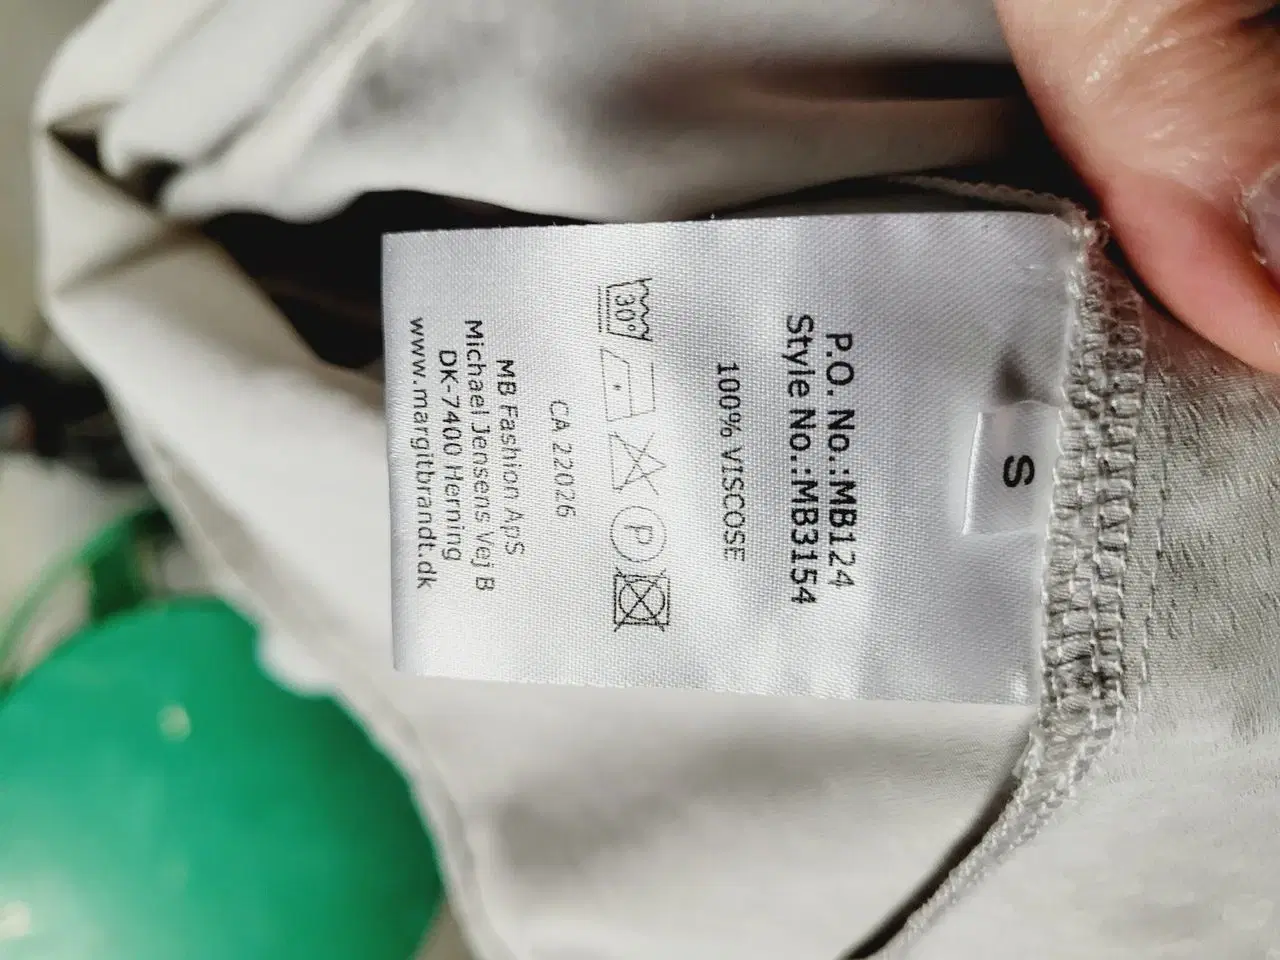 S
P.O. No.:MB124
Style No.:MB3154
100% VISCOSE
30°
P
CA 22026
MB Fashion ApS
Michael Jensens Vej B
DK-7400 Herning
www.margitbrandt.dk